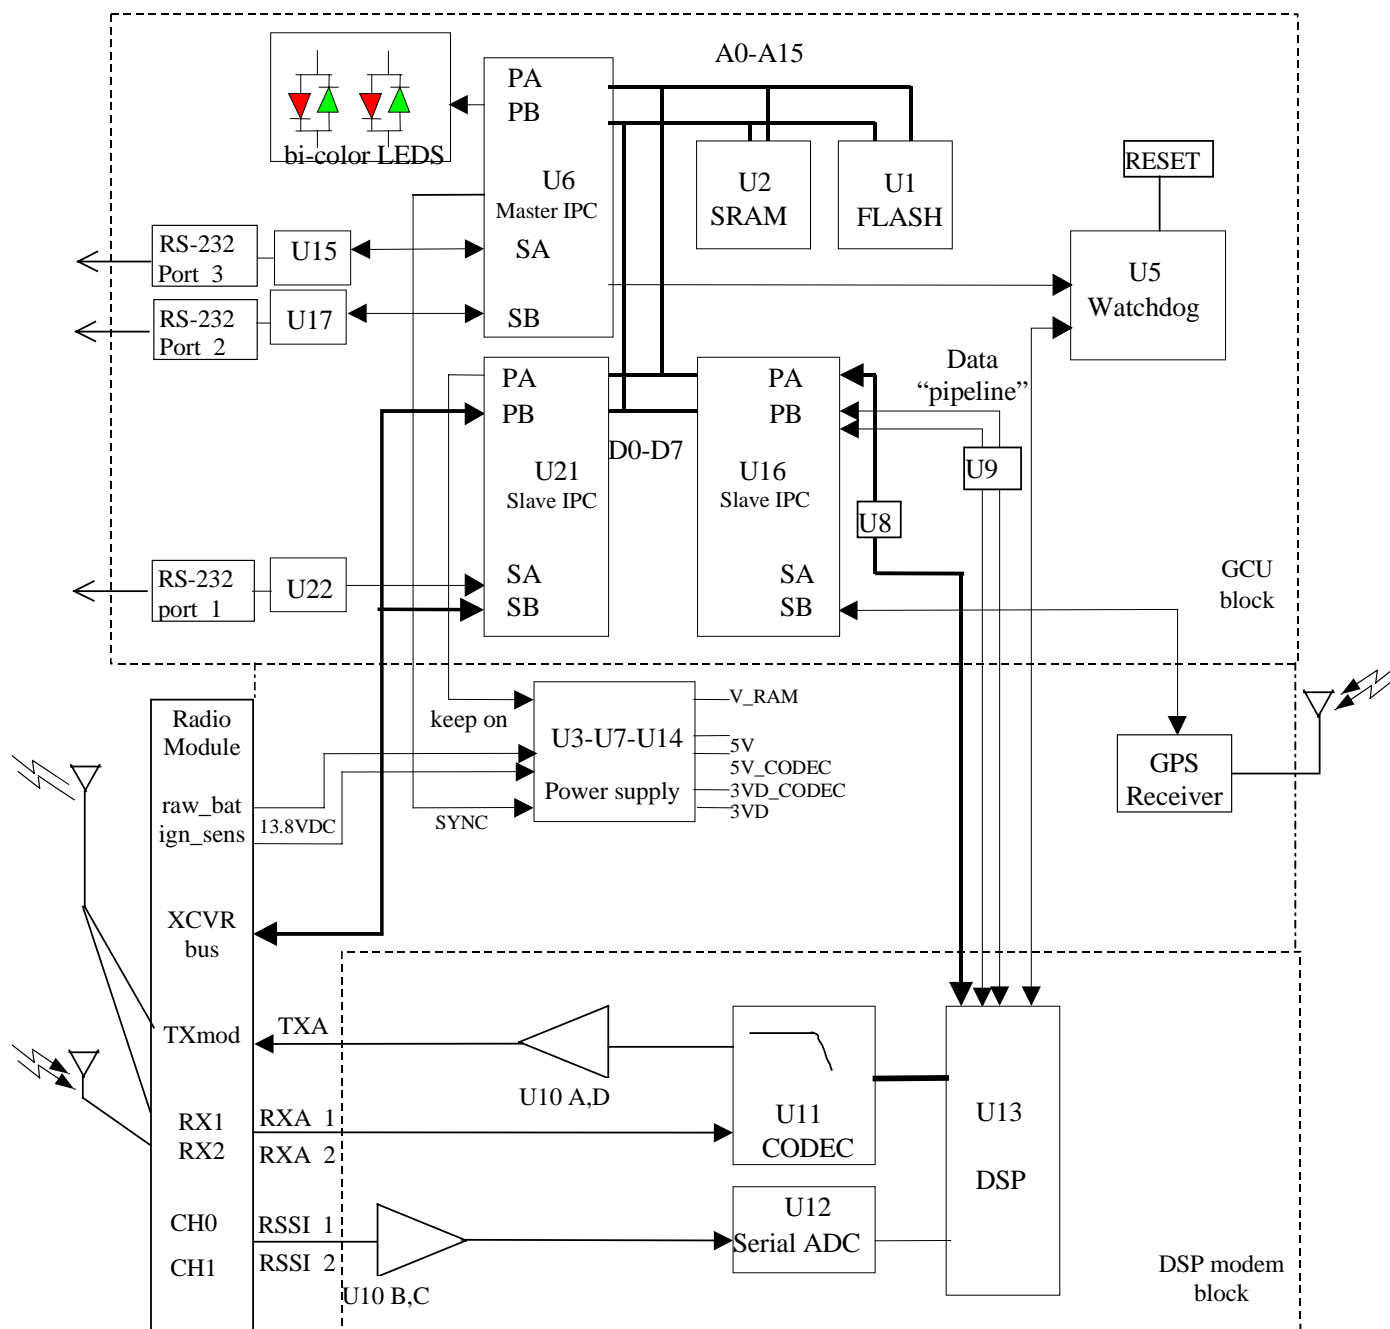 A0-A15
PA
PB
bi-color LEDS
U6
Master IPC
SA
SB
U2
SRAM
U1
FLASH
RESET
U5
Watchdog
RS-232
Port 3
U15
RS-232
Port 2
U17
Data
“pipeline”
PA
PB
D0-D7
U21
Slave IPC
SA
SB
PA
PB
U16
Slave IPC
SA
SB
U9
U8
RS-232
port 1
U22
GCU
block
Radio
Module
raw_bat
ign_sens
13.8VDC
keep on
SYNC
U3-U7-U14
Power supply
V_RAM
5V
5V_CODEC
3VD_CODEC
3VD
GPS
Receiver
XCVR
bus
TXmod
TXA
U10 A,D
U11
CODEC
U13
DSP
RX1
RX2
RXA 1
RXA 2
CH0
CH1
RSSI 1
RSSI 2
U10 B,C
U12
Serial ADC
DSP modem
block